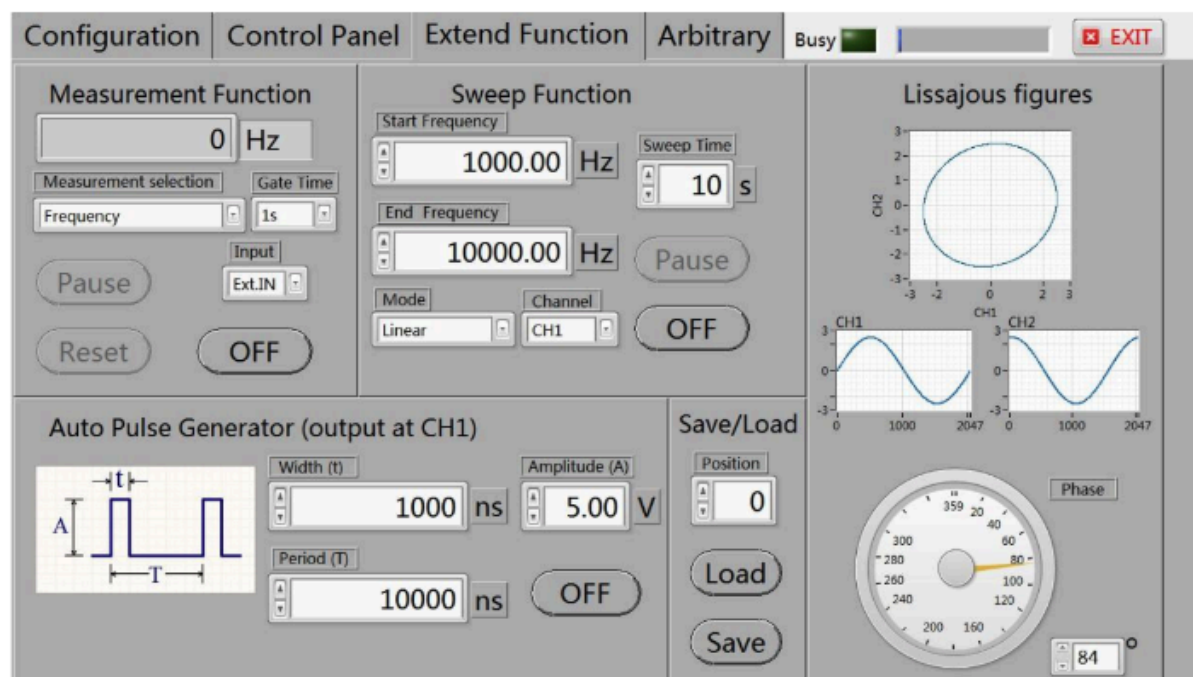 Configuration Control Panel Extend Function Arbitrary Busy EXIT
Measurement Function
0 Hz
Measurement selection Gate Time
Frequency 1s
Input
Pause Ext.IN
Reset OFF
Sweep Function
Start Frequency
1000.00 Hz
Sweep Time
10 s
End Frequency
10000.00 Hz
Pause
Mode Channel
Linear CH1 OFF
Lissajous figures
3
2
1
0
-1
-2
-3
CH2
-3 -2 0 2 3
CH1
CH1
3
0
-3
0 1000 2047
CH2
3
0
-3
0 1000 2047
Auto Pulse Generator (output at CH1)
t
A
T
Width (t) Amplitude (A)
1000 ns 5.00 V
Period (T)
10000 ns OFF
Save/Load
Position
0
Load
Save
Phase
359 20
40
60
80
100
120
160
200
240
260
280
300
84 °